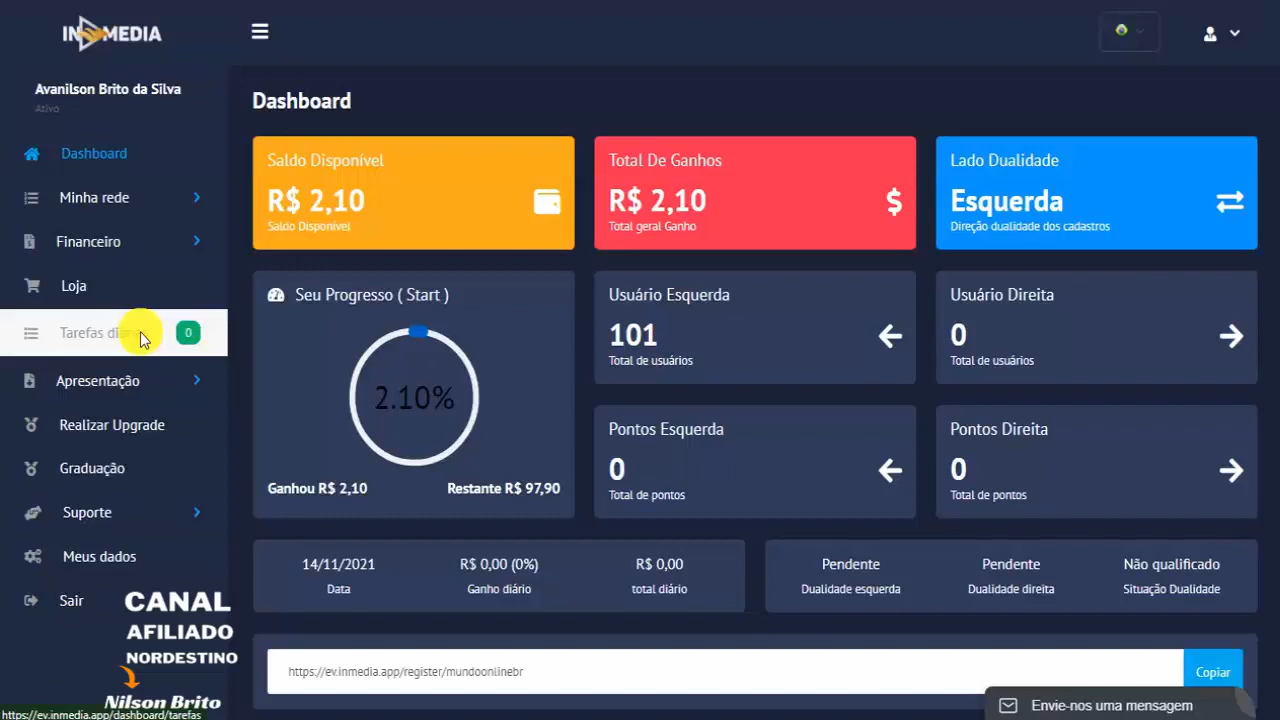 IN MEDIA
Avanilson Brito da Silva
Ativo
Dashboard
Minha rede
Financeiro
Loja
Tarefas
0
Apresentação
Realizar Upgrade
Graduação
Suporte
Meus dados
Sair
CANAL
AFILIADO
NORDESTINO
Nilson Brito
https://ev.inmedia.app/dashboard/tarefas
Dashboard
Saldo Disponível
R$ 2,10
Saldo Disponível
Total De Ganhos
R$ 2,10
$
Total geral Ganho
Lado Dualidade
Esquerda
Direção dualidade dos cadastros
Seu Progresso ( Start )
2.10%
Ganhou R$ 2,10
Restante R$ 97,90
Usuário Esquerda
101
Total de usuários
Usuário Direita
0
Total de usuários
Pontos Esquerda
0
Total de pontos
Pontos Direita
0
Total de pontos
14/11/2021
Data
R$ 0,00 (0%)
Ganho diário
R$ 0,00
total diário
Pendente
Dualidade esquerda
Pendente
Dualidade direita
Não qualificado
Situação Dualidade
https://ev.inmedia.app/register/mundoonlinebr
Copiar
Envie-nos uma mensagem